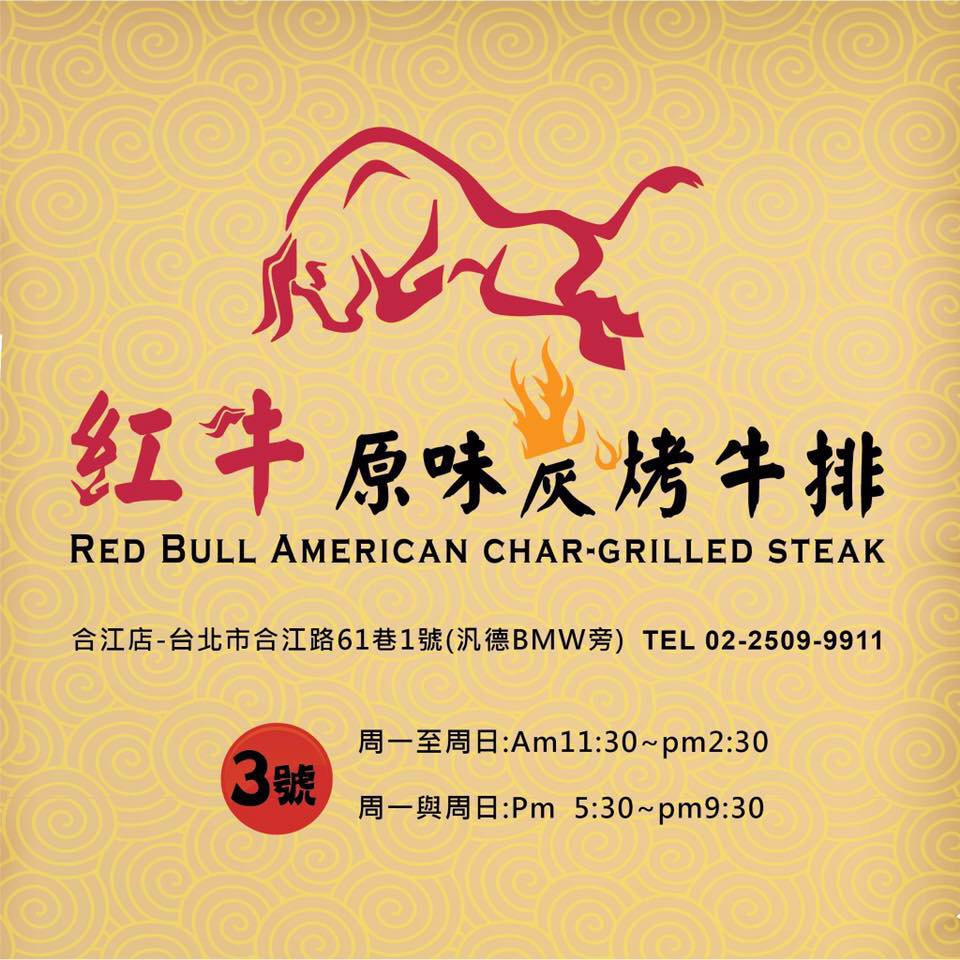 紅牛 原味炭烤牛排
RED BULL AMERICAN CHAR-GRILLED STEAK
合江店-台北市合江路61巷1號(汎德BMW旁) TEL 02-2509-9911
3號
周一至周日:Am11:30~pm2:30
周一與周日:Pm 5:30~pm9:30